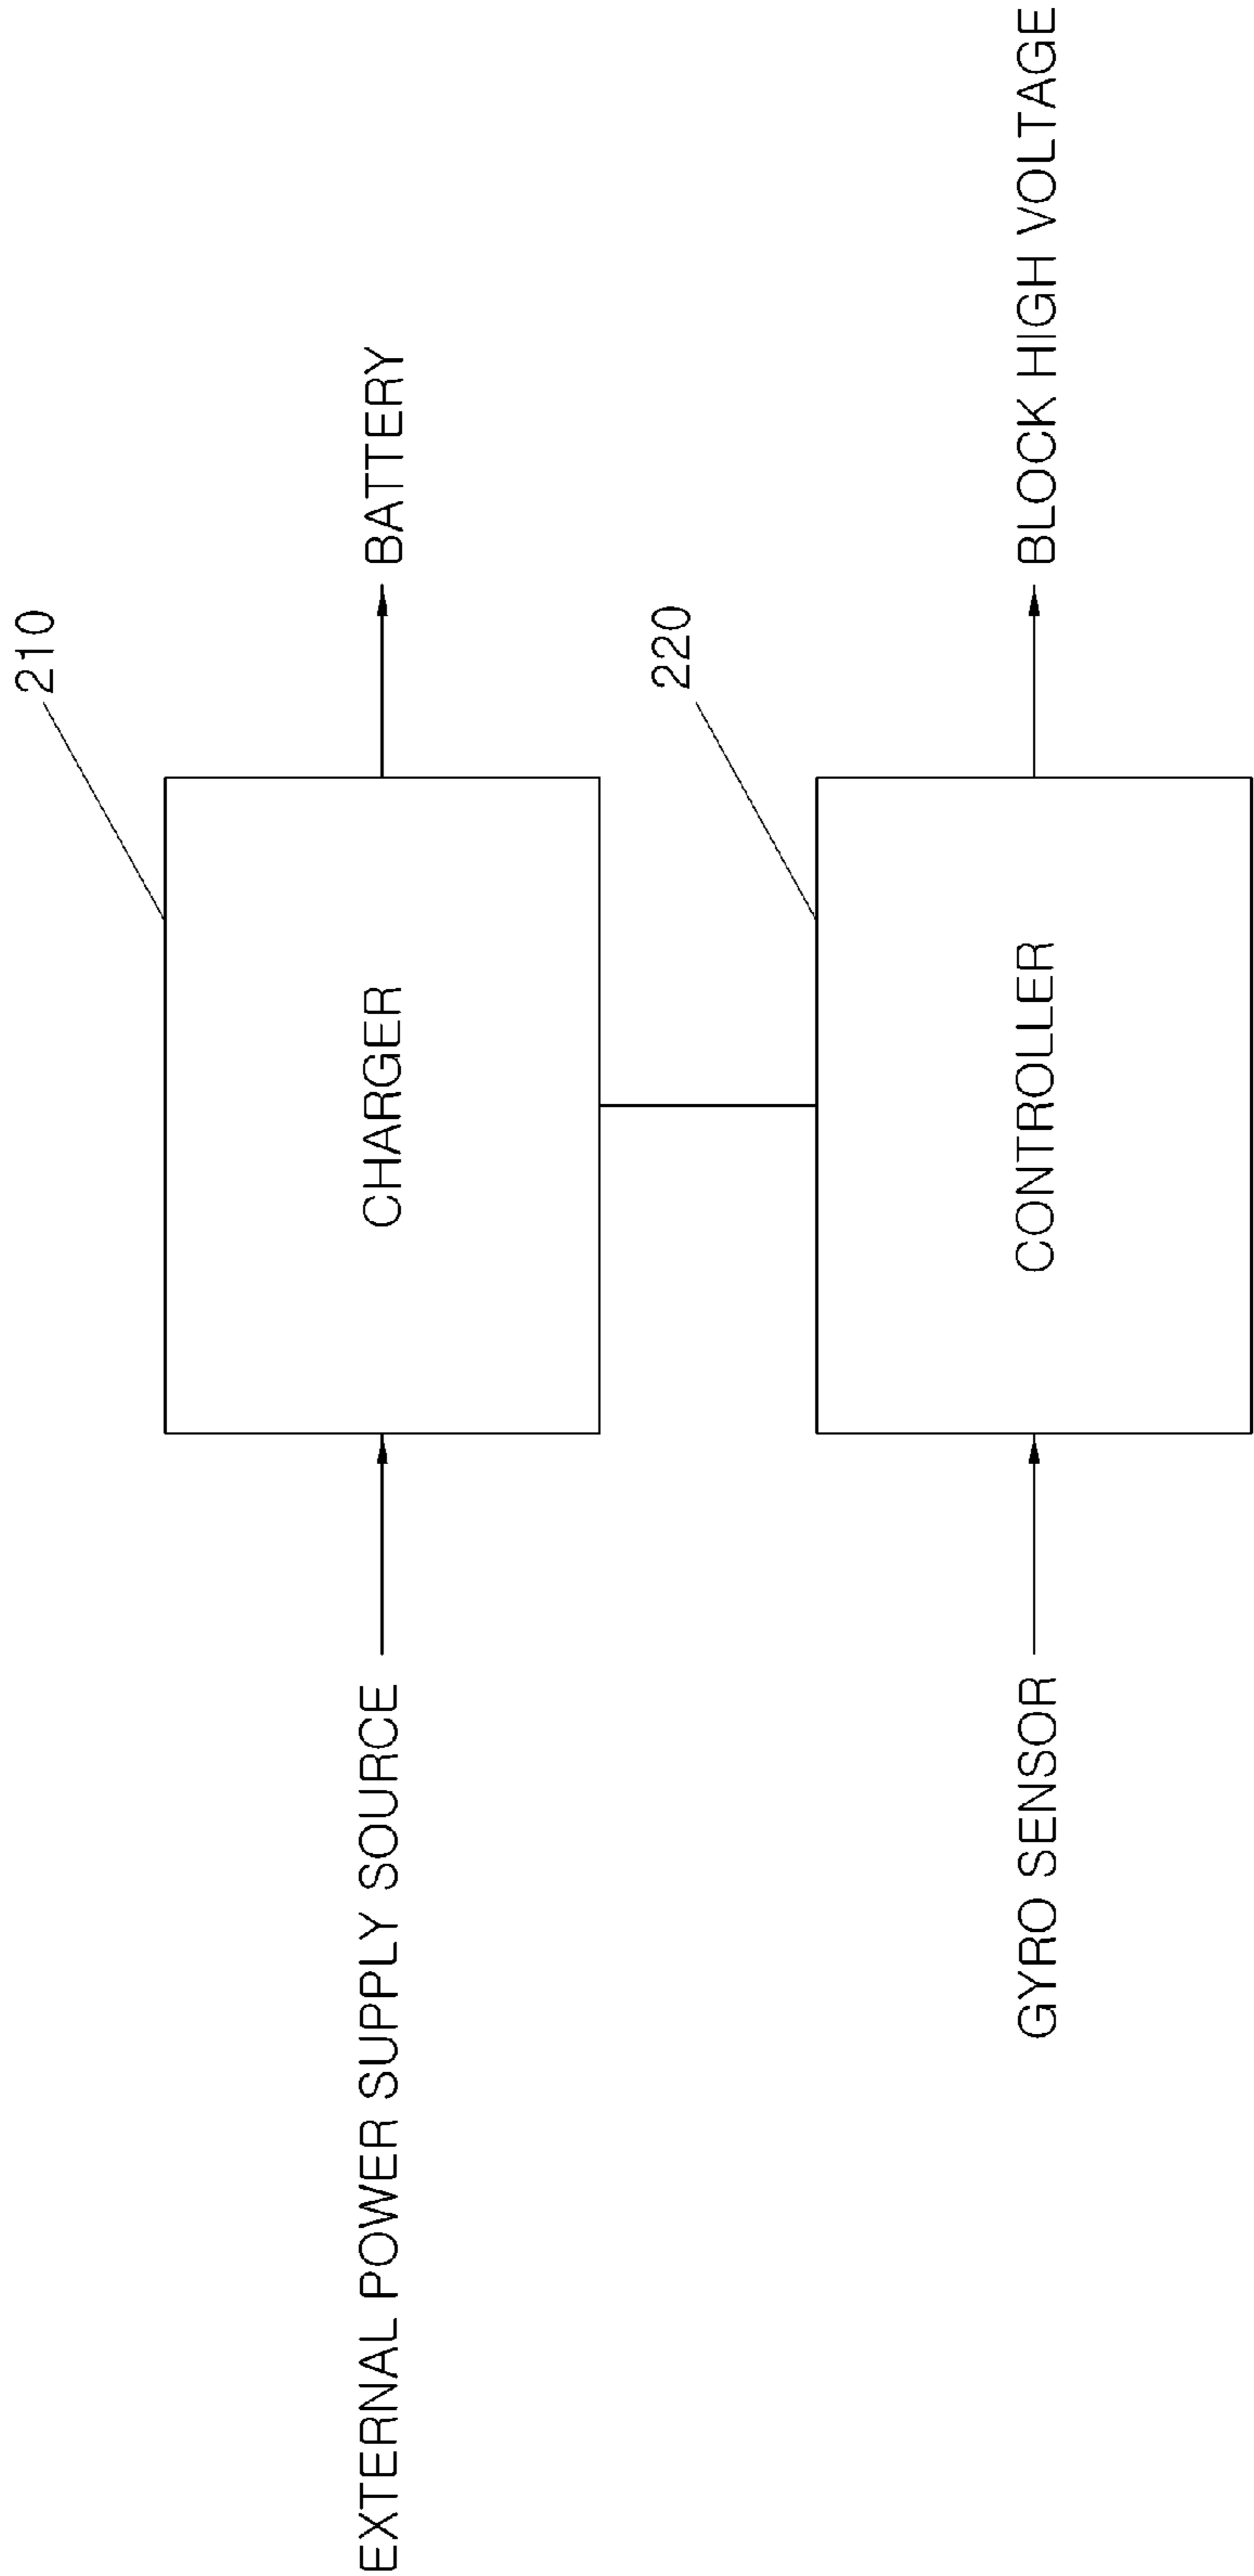 210
EXTERNAL POWER SUPPLY SOURCE
CHARGER
BATTERY
220
GYRO SENSOR
CONTROLLER
BLOCK HIGH VOLTAGE